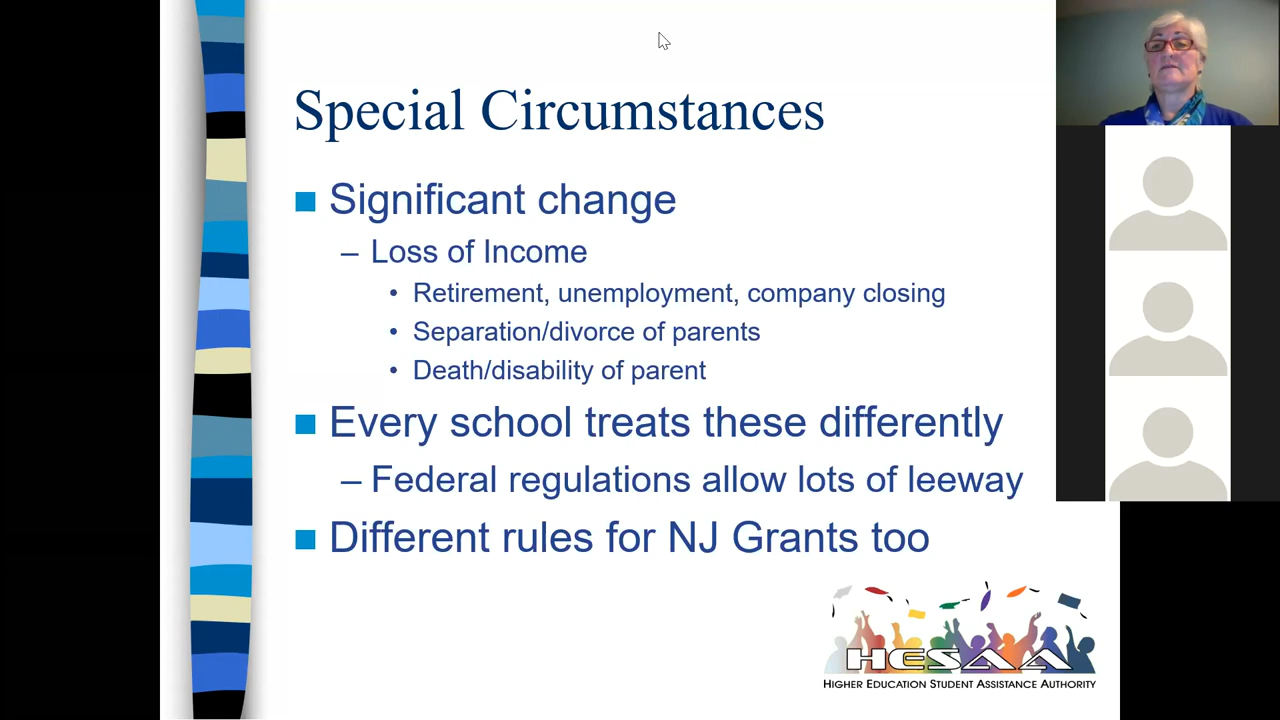 Special Circumstances
Significant change
– Loss of Income
• Retirement, unemployment, company closing
• Separation/divorce of parents
• Death/disability of parent
Every school treats these differently
– Federal regulations allow lots of leeway
Different rules for NJ Grants too
HESAA
HIGHER EDUCATION STUDENT ASSISTANCE AUTHORITY